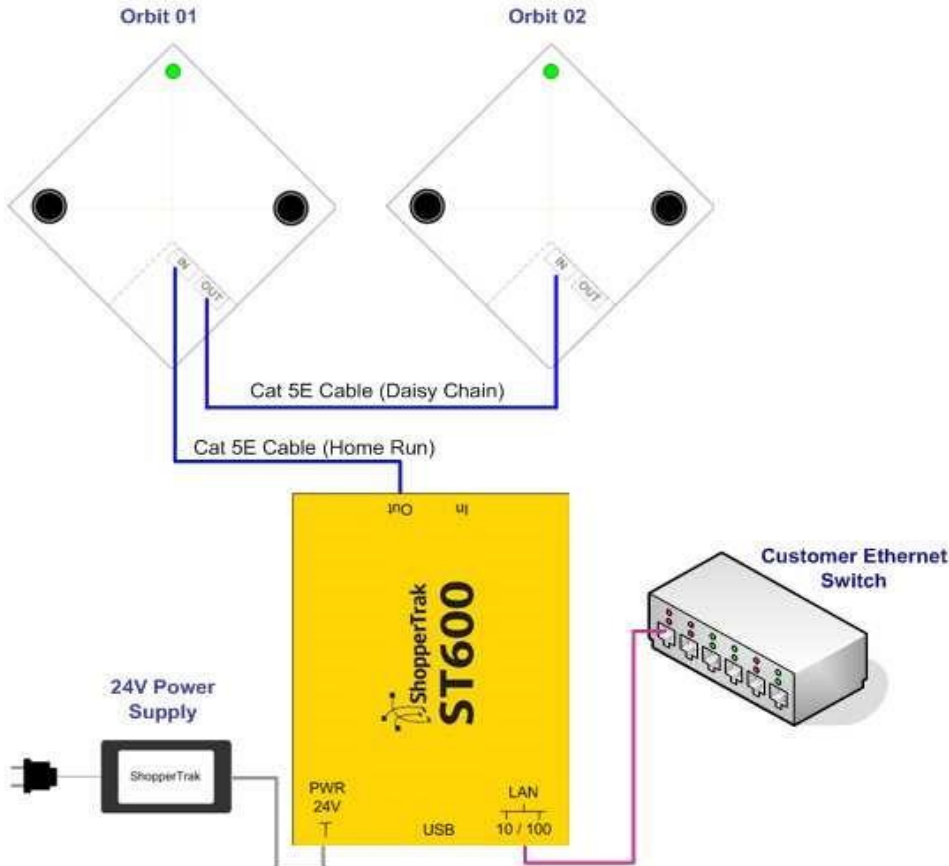 Orbit 01
Orbit 02
IN
OUT
IN
OUT
Cat 5E Cable (Daisy Chain)
Cat 5E Cable (Home Run)
Out
In
ShopperTrak
ST600
Customer Ethernet
Switch
24V Power
Supply
ShopperTrak
PWR
24V
USB
LAN
10 / 100